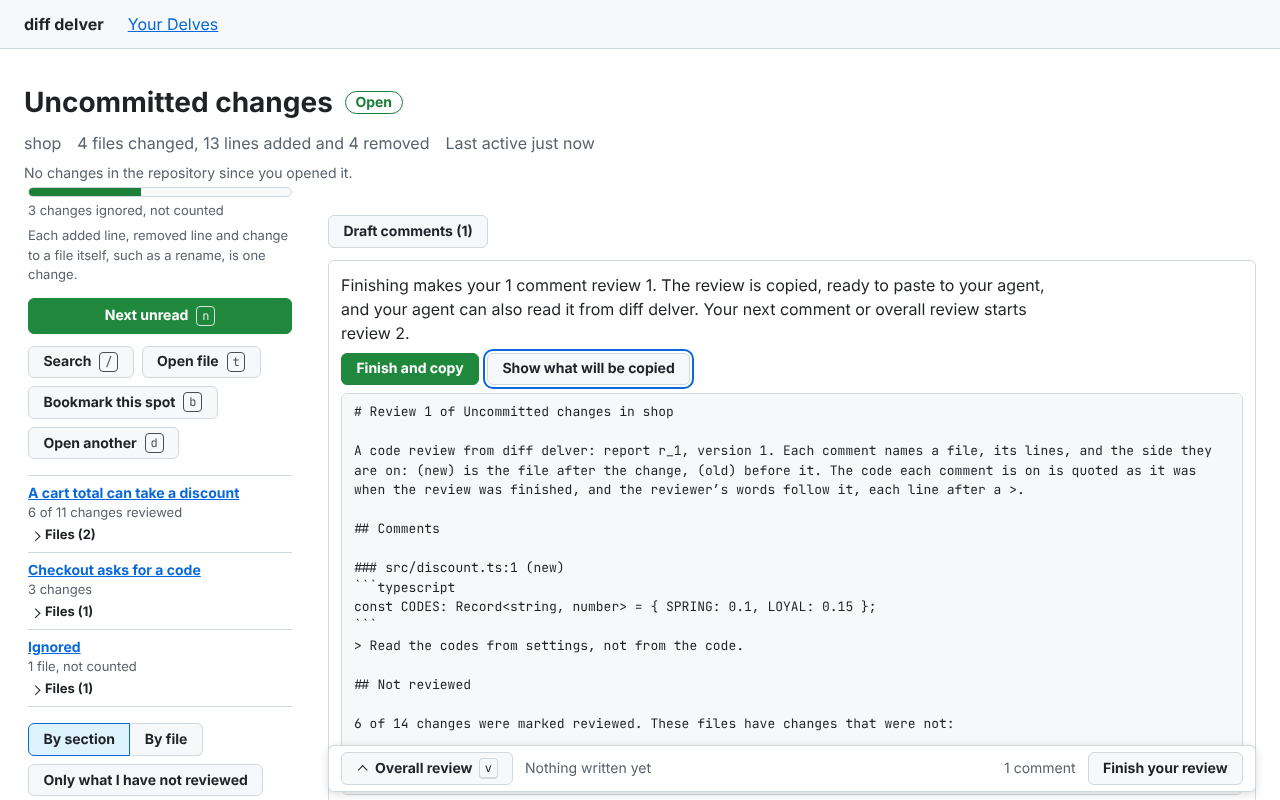 diff delver Your Delves
Uncommitted changes Open
shop 4 files changed, 13 lines added and 4 removed Last active just now
No changes in the repository since you opened it.
3 changes ignored, not counted
Each added line, removed line and change
to a file itself, such as a rename, is one
change.
Next unread n
Search / Open file t
Bookmark this spot b
Open another d
A cart total can take a discount
6 of 11 changes reviewed
Files (2)
Checkout asks for a code
3 changes
Files (1)
Ignored
1 file, not counted
Files (1)
By section By file
Only what I have not reviewed
Draft comments (1)
Finishing makes your 1 comment review 1. The review is copied, ready to paste to your agent,
and your agent can also read it from diff delver. Your next comment or overall review starts
review 2.
Finish and copy Show what will be copied
# Review 1 of Uncommitted changes in shop
A code review from diff delver: report r_1, version 1. Each comment names a file, its lines, and the side they
are on: (new) is the file after the change, (old) before it. The code each comment is on is quoted as it was
when the review was finished, and the reviewer’s words follow it, each line after a >.
## Comments
### src/discount.ts:1 (new)
```typescript
const CODES: Record<string, number> = { SPRING: 0.1, LOYAL: 0.15 };
```
> Read the codes from settings, not from the code.
## Not reviewed
6 of 14 changes were marked reviewed. These files have changes that were not:
Overall review v Nothing written yet 1 comment Finish your review